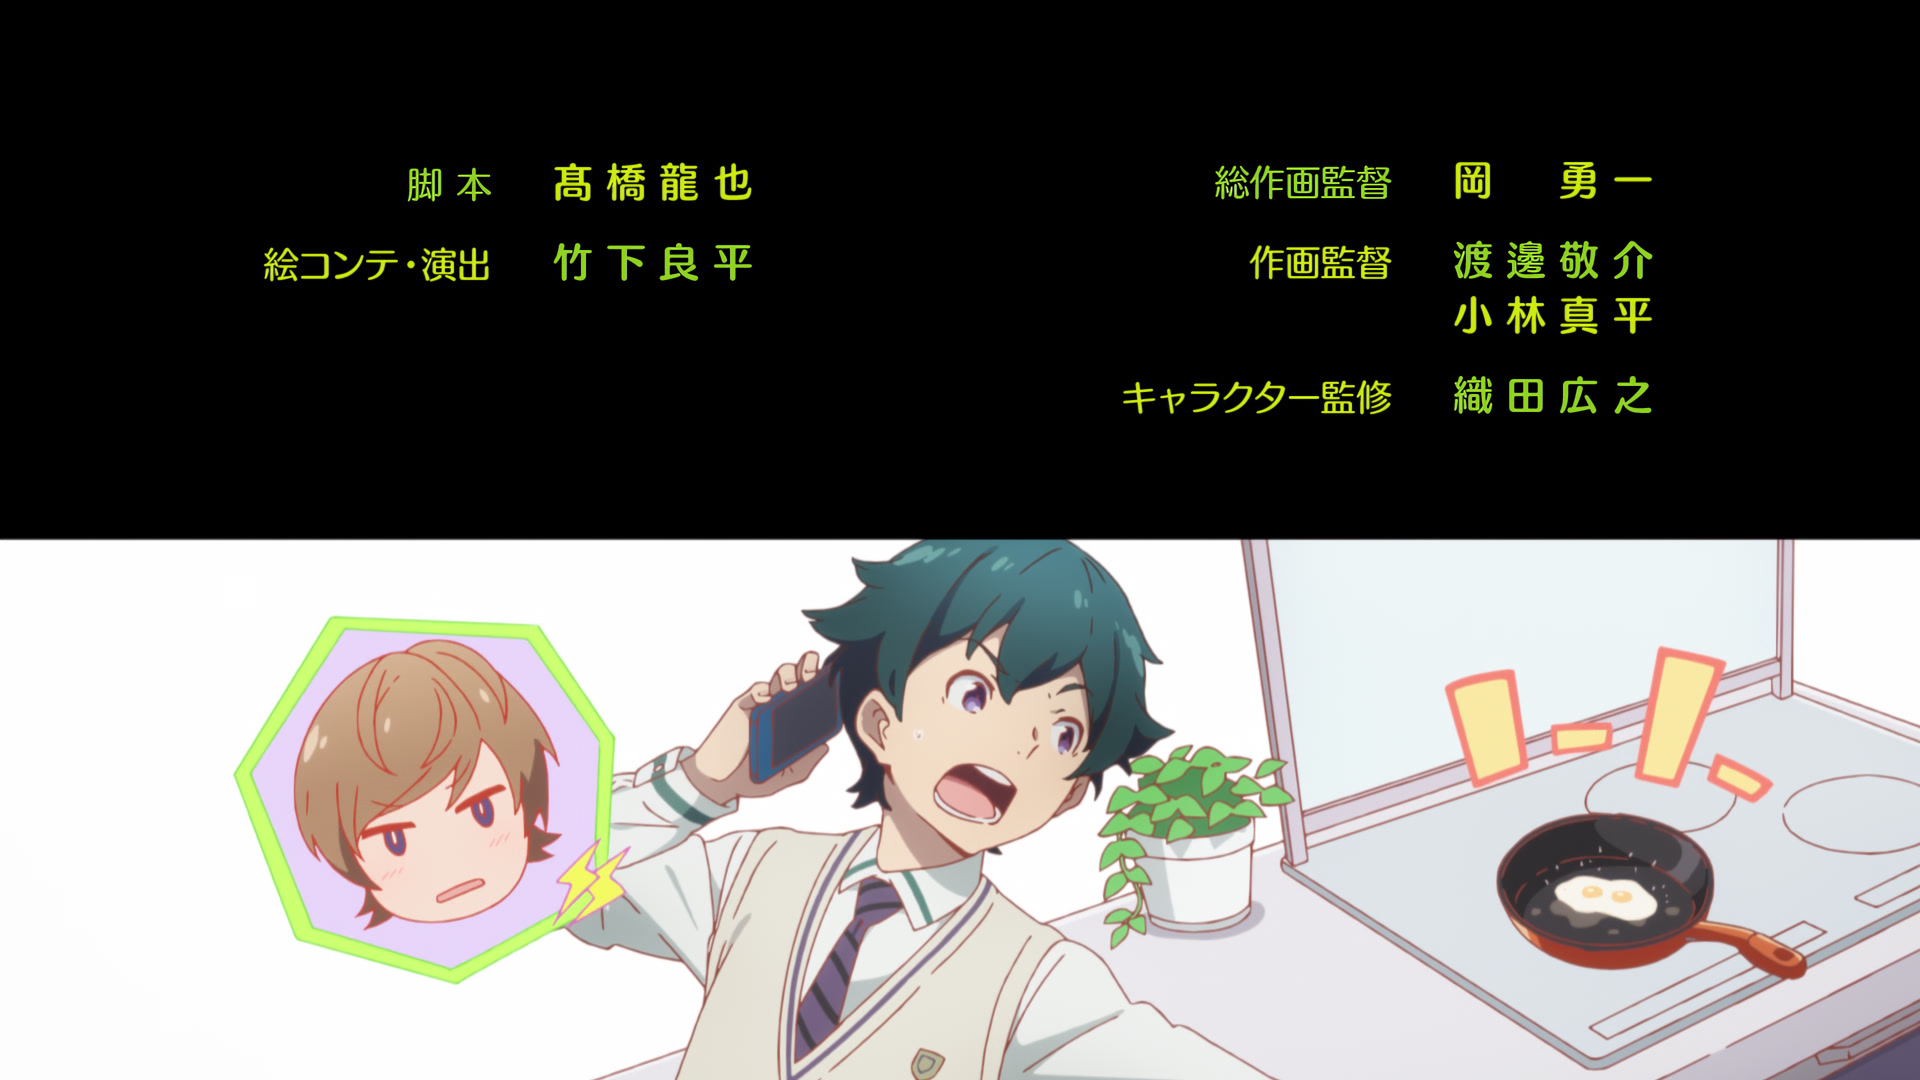 脚本 髙橋龍也
絵コンテ・演出 竹下良平
総作画監督 岡 勇一
作画監督 渡邊敬介
小林真平
キャラクター監修 織田広之